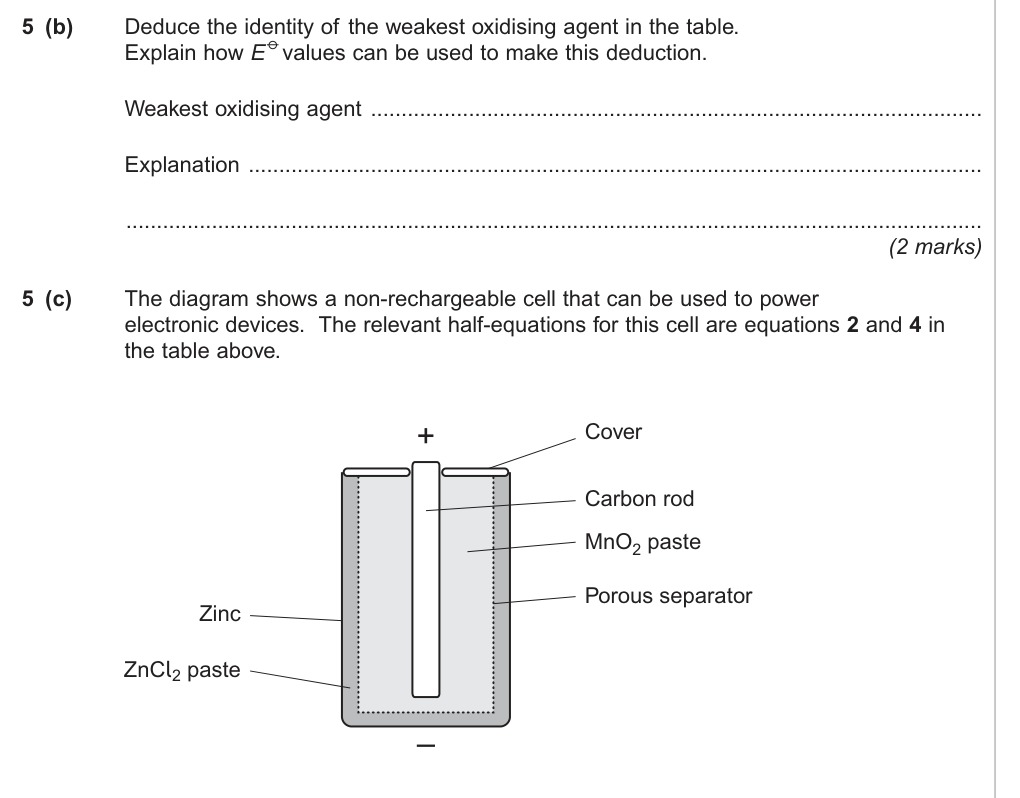 5 (b) Deduce the identity of the weakest oxidising agent in the table.
Explain how E⦵ values can be used to make this deduction.
Weakest oxidising agent ....................................................................................................
Explanation ........................................................................................................................
............................................................................................................................................
(2 marks)
5 (c) The diagram shows a non-rechargeable cell that can be used to power
electronic devices. The relevant half-equations for this cell are equations 2 and 4 in
the table above.
+
Cover
Carbon rod
MnO₂ paste
Porous separator
Zinc
ZnCl₂ paste
–